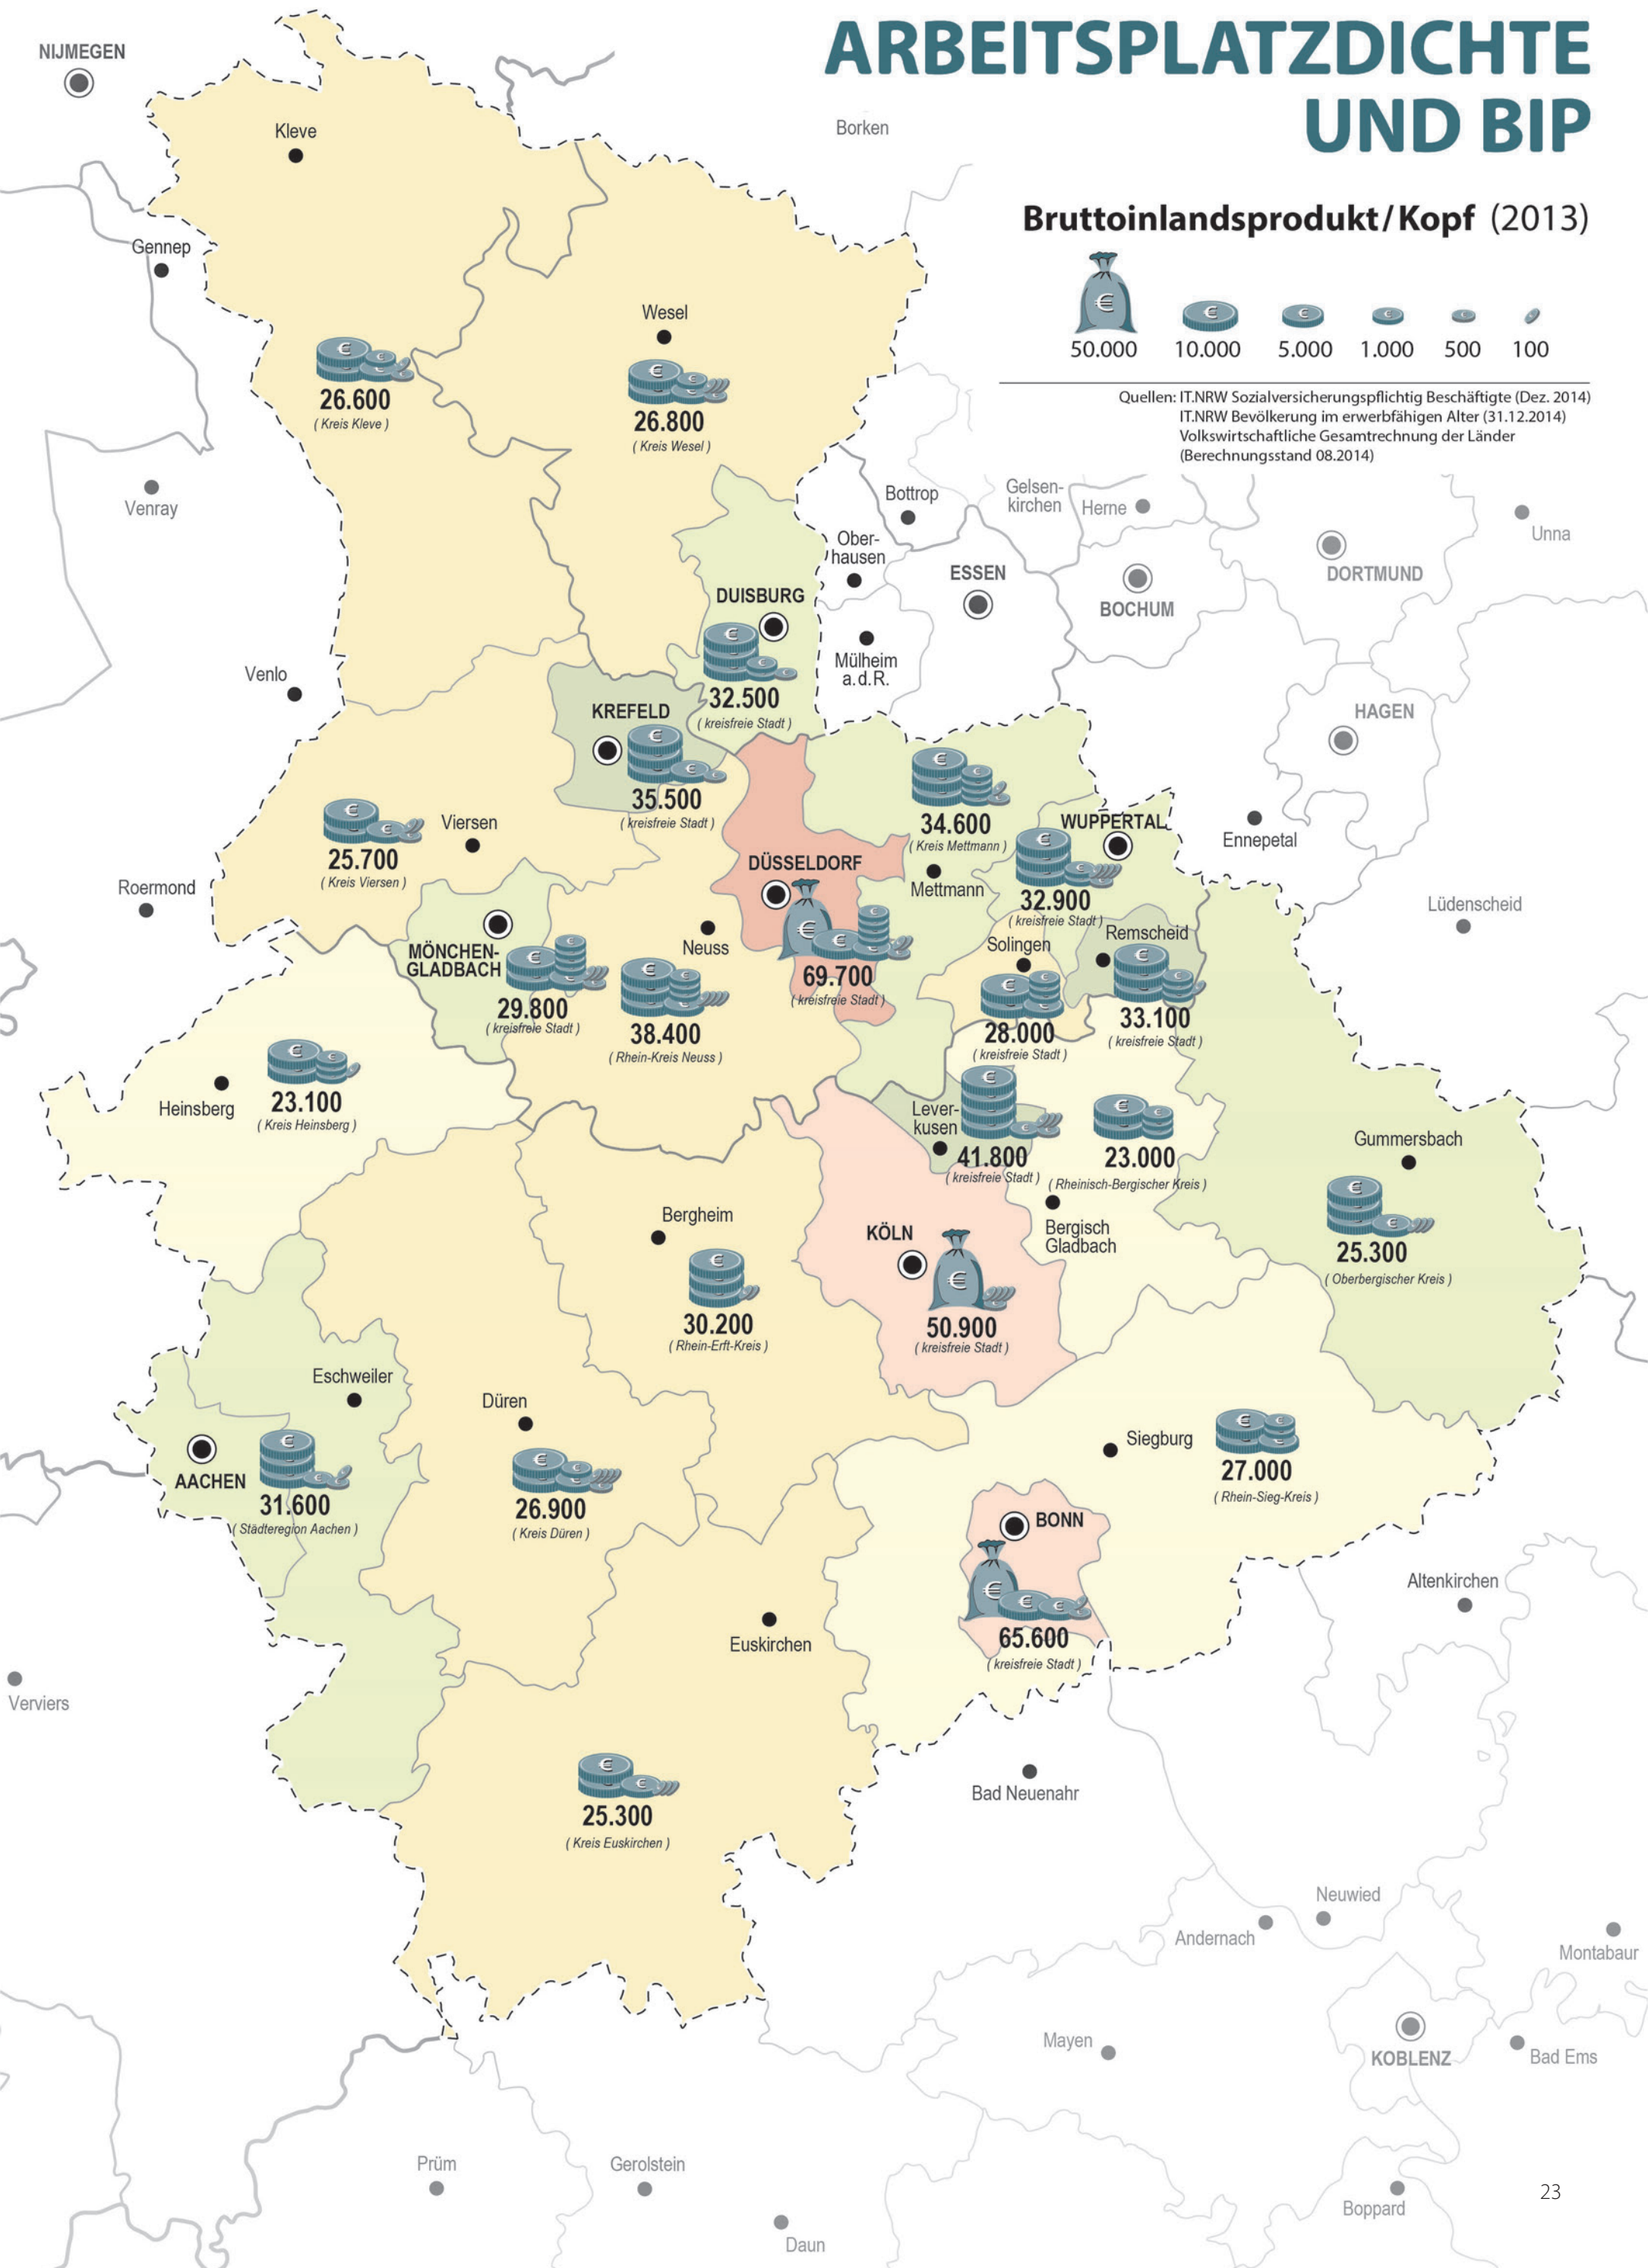 ARBEITSPLATZDICHTE
UND BIP
Bruttoinlandsprodukt/Kopf (2013)
50.000 10.000 5.000 1.000 500 100
Quellen: IT.NRW Sozialversicherungspflichtig Beschäftigte (Dez. 2014)
IT.NRW Bevölkerung im erwerbfähigen Alter (31.12.2014)
Volkswirtschaftliche Gesamtrechnung der Länder
(Berechnungsstand 08.2014)
NIJMEGEN
Borken
Kleve
Gennep
Wesel
26.600
( Kreis Kleve )
26.800
( Kreis Wesel )
Venray
Bottrop
Gelsen-
kirchen
Herne
Unna
Ober-
hausen
ESSEN
DORTMUND
BOCHUM
DUISBURG
32.500
( kreisfreie Stadt )
Mülheim
a.d.R.
Venlo
KREFELD
35.500
( kreisfreie Stadt )
HAGEN
34.600
( Kreis Mettmann )
Mettmann
WUPPERTAL
32.900
( kreisfreie Stadt )
Ennepetal
Viersen
25.700
( Kreis Viersen )
DÜSSELDORF
69.700
( kreisfreie Stadt )
Roermond
Lüdenscheid
MÖNCHEN-
GLADBACH
29.800
( kreisfreie Stadt )
Neuss
38.400
( Rhein-Kreis Neuss )
Solingen
28.000
( kreisfreie Stadt )
Remscheid
33.100
( kreisfreie Stadt )
Heinsberg
23.100
( Kreis Heinsberg )
Lever-
kusen
41.800
( kreisfreie Stadt )
23.000
( Rheinisch-Bergischer Kreis )
Bergisch
Gladbach
Gummersbach
25.300
( Oberbergischer Kreis )
Bergheim
30.200
( Rhein-Erft-Kreis )
KÖLN
50.900
( kreisfreie Stadt )
Eschweiler
AACHEN
31.600
( Städteregion Aachen )
Düren
26.900
( Kreis Düren )
Siegburg
27.000
( Rhein-Sieg-Kreis )
BONN
65.600
( kreisfreie Stadt )
Altenkirchen
Euskirchen
25.300
( Kreis Euskirchen )
Verviers
Bad Neuenahr
Neuwied
Andernach
Montabaur
Mayen
KOBLENZ
Bad Ems
Prüm
Gerolstein
Boppard
Daun
23